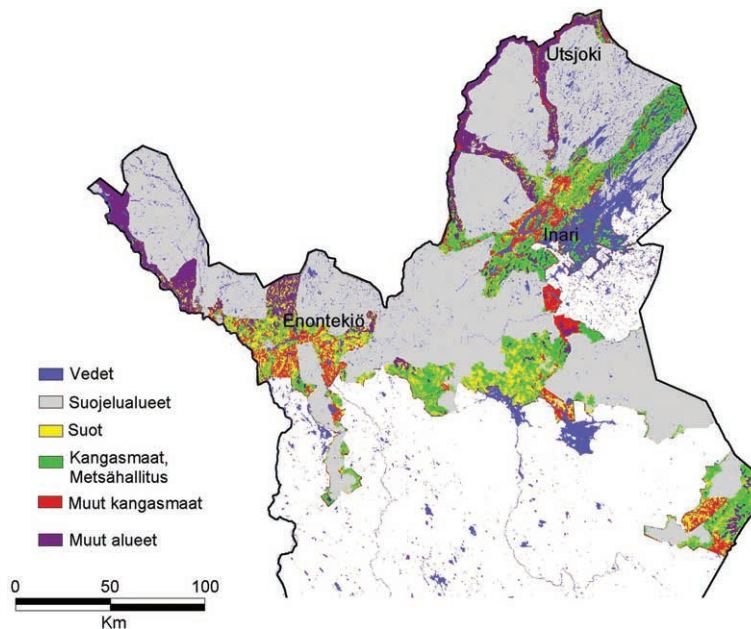 Utsjoki
Inari
Enontekiö
Vedet
Suojelualueet
Suot
Kangasmaat,
Metsähallitus
Muut kangasmaat
Muut alueet
0 50 100
Km